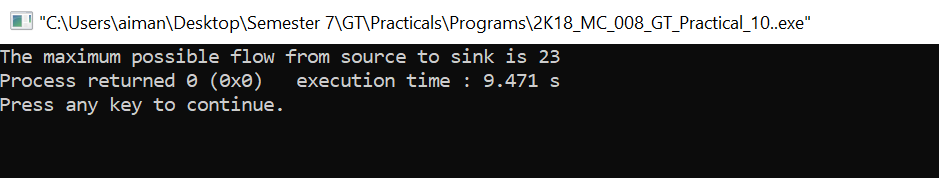 "C:\Users\aiman\Desktop\Semester 7\GT\Practicals\Programs\2K18_MC_008_GT_Practical_10..exe"
The maximum possible flow from source to sink is 23
Process returned 0 (0x0)   execution time : 9.471 s
Press any key to continue.